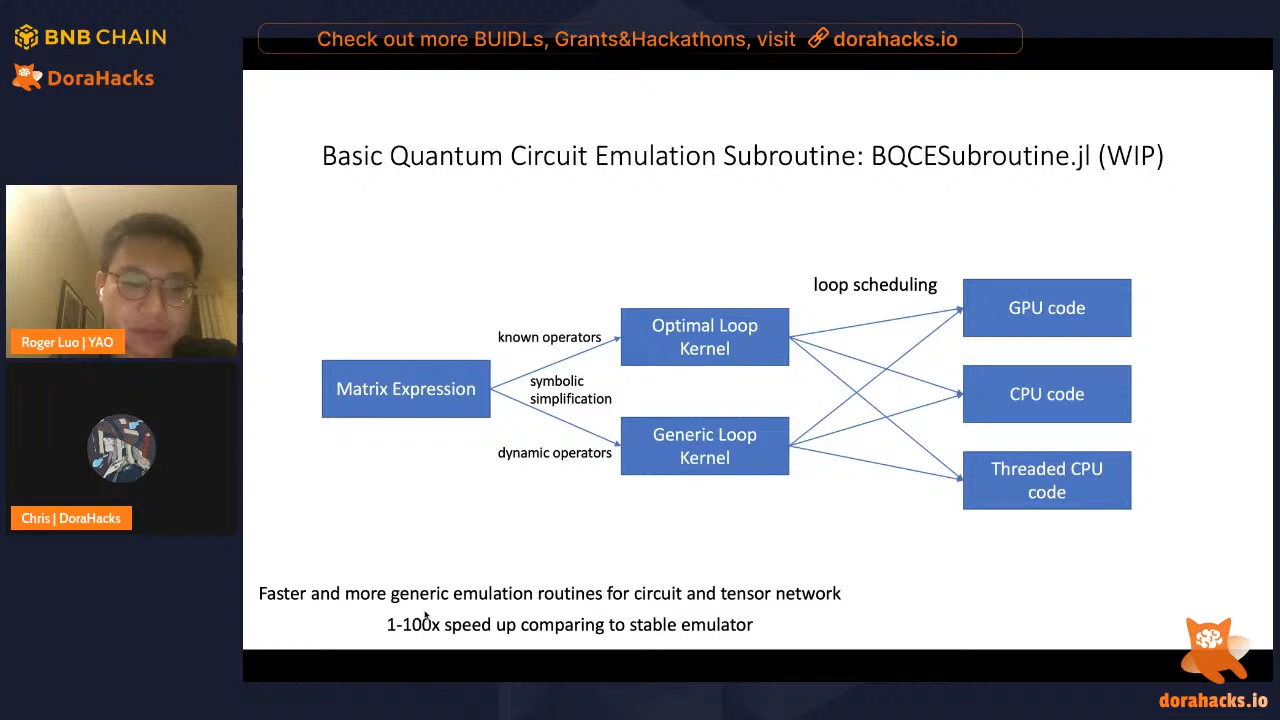 BNB CHAIN
DoraHacks
Check out more BUIDLs, Grants&Hackathons, visit dorahacks.io
Basic Quantum Circuit Emulation Subroutine: BQCESubroutine.jl (WIP)
loop scheduling
GPU code
known operators
Optimal Loop
Kernel
Matrix Expression
symbolic
simplification
CPU code
dynamic operators
Generic Loop
Kernel
Threaded CPU
code
Roger Luo | YAO
Chris | DoraHacks
Faster and more generic emulation routines for circuit and tensor network
1-100x speed up comparing to stable emulator
dorahacks.io